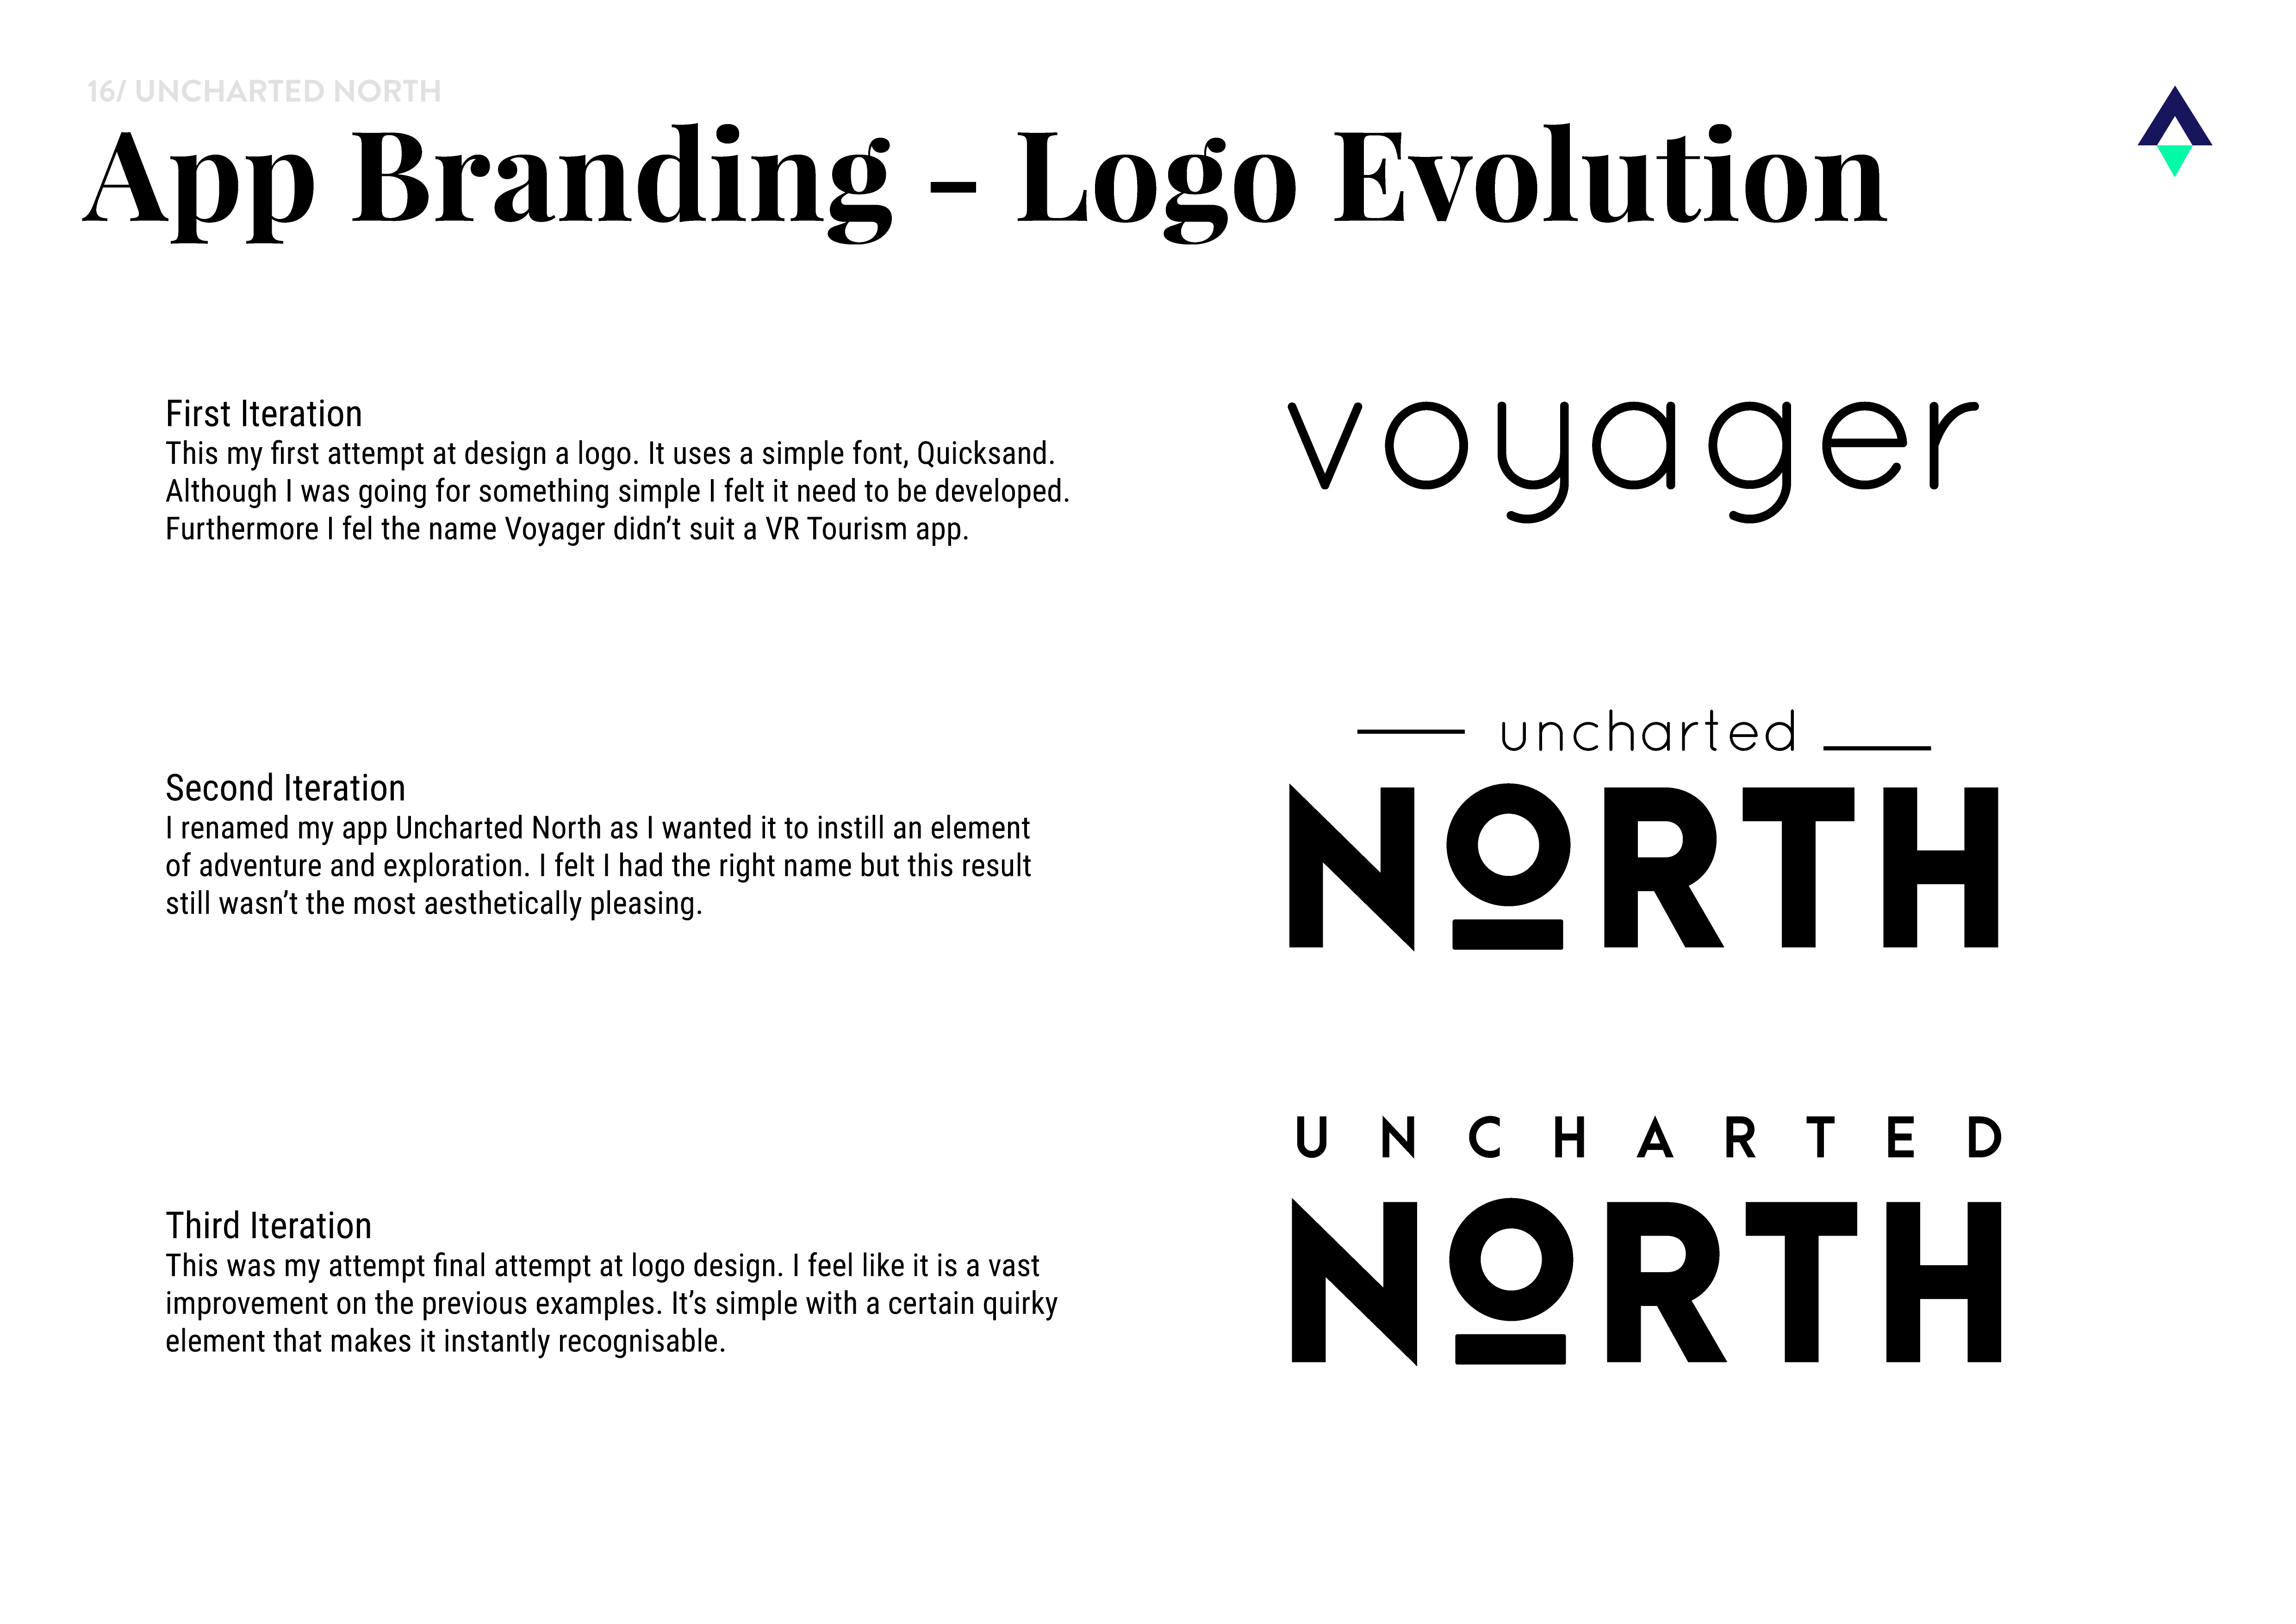 16/ UNCHARTED NORTH
App Branding - Logo Evolution
First Iteration
This my first attempt at design a logo. It uses a simple font, Quicksand.
Although I was going for something simple I felt it need to be developed.
Furthermore I fel the name Voyager didn’t suit a VR Tourism app.
voyager
Second Iteration
I renamed my app Uncharted North as I wanted it to instill an element
of adventure and exploration. I felt I had the right name but this result
still wasn’t the most aesthetically pleasing.
uncharted
NORTH
Third Iteration
This was my attempt final attempt at logo design. I feel like it is a vast
improvement on the previous examples. It’s simple with a certain quirky
element that makes it instantly recognisable.
UNCHARTED
NORTH